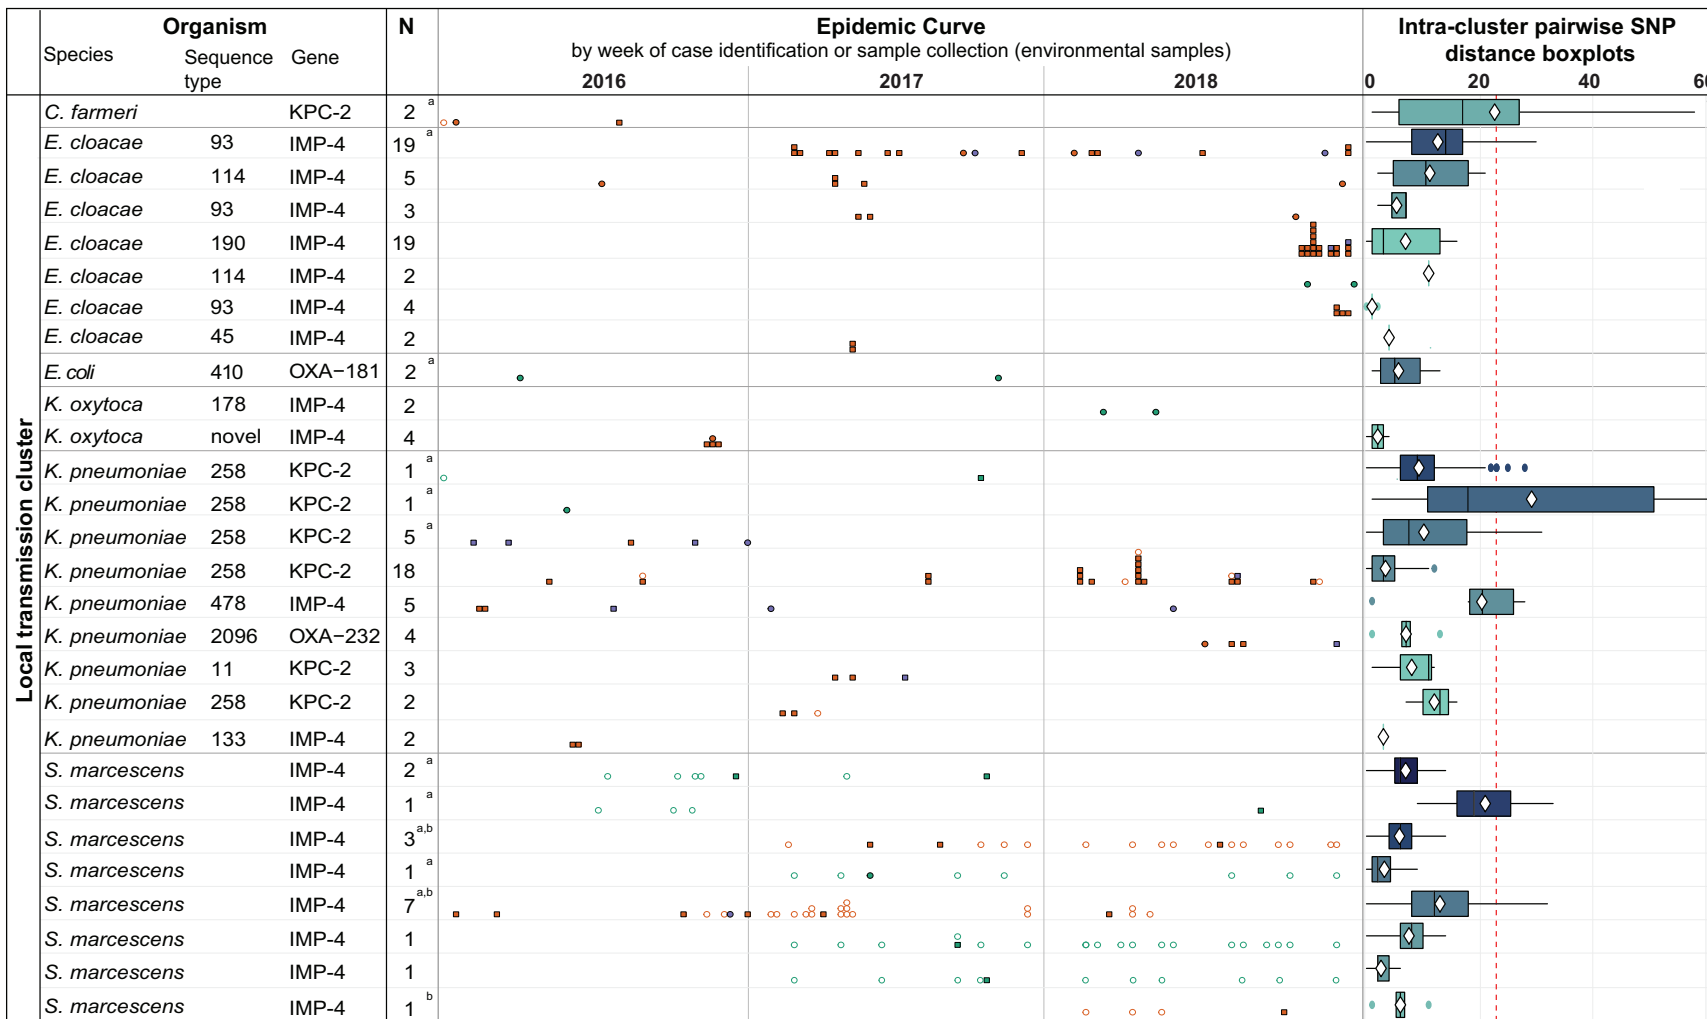 Organism
N
Epidemic Curve
Intra-cluster pairwise SNP
distance boxplots
Species
Sequence
type
Gene
by week of case identification or sample collection (environmental samples)
2016 2017 2018
0 20 40 60
Local transmission cluster
C. farmeri KPC-2 2 a
E. cloacae 93 IMP-4 19 a
E. cloacae 114 IMP-4 5
E. cloacae 93 IMP-4 3
E. cloacae 190 IMP-4 19
E. cloacae 114 IMP-4 2
E. cloacae 93 IMP-4 4
E. cloacae 45 IMP-4 2
E. coli 410 OXA−181 2 a
K. oxytoca 178 IMP-4 2
K. oxytoca novel IMP-4 4
K. pneumoniae 258 KPC-2 1 a
K. pneumoniae 258 KPC-2 1 a
K. pneumoniae 258 KPC-2 5 a
K. pneumoniae 258 KPC-2 18
K. pneumoniae 478 IMP-4 5
K. pneumoniae 2096 OXA−232 4
K. pneumoniae 11 KPC-2 3
K. pneumoniae 258 KPC-2 2
K. pneumoniae 133 IMP-4 2
S. marcescens IMP-4 2 a
S. marcescens IMP-4 1 a
S. marcescens IMP-4 3 a,b
S. marcescens IMP-4 1 a
S. marcescens IMP-4 7 a,b
S. marcescens IMP-4 1
S. marcescens IMP-4 1
S. marcescens IMP-4 1 b